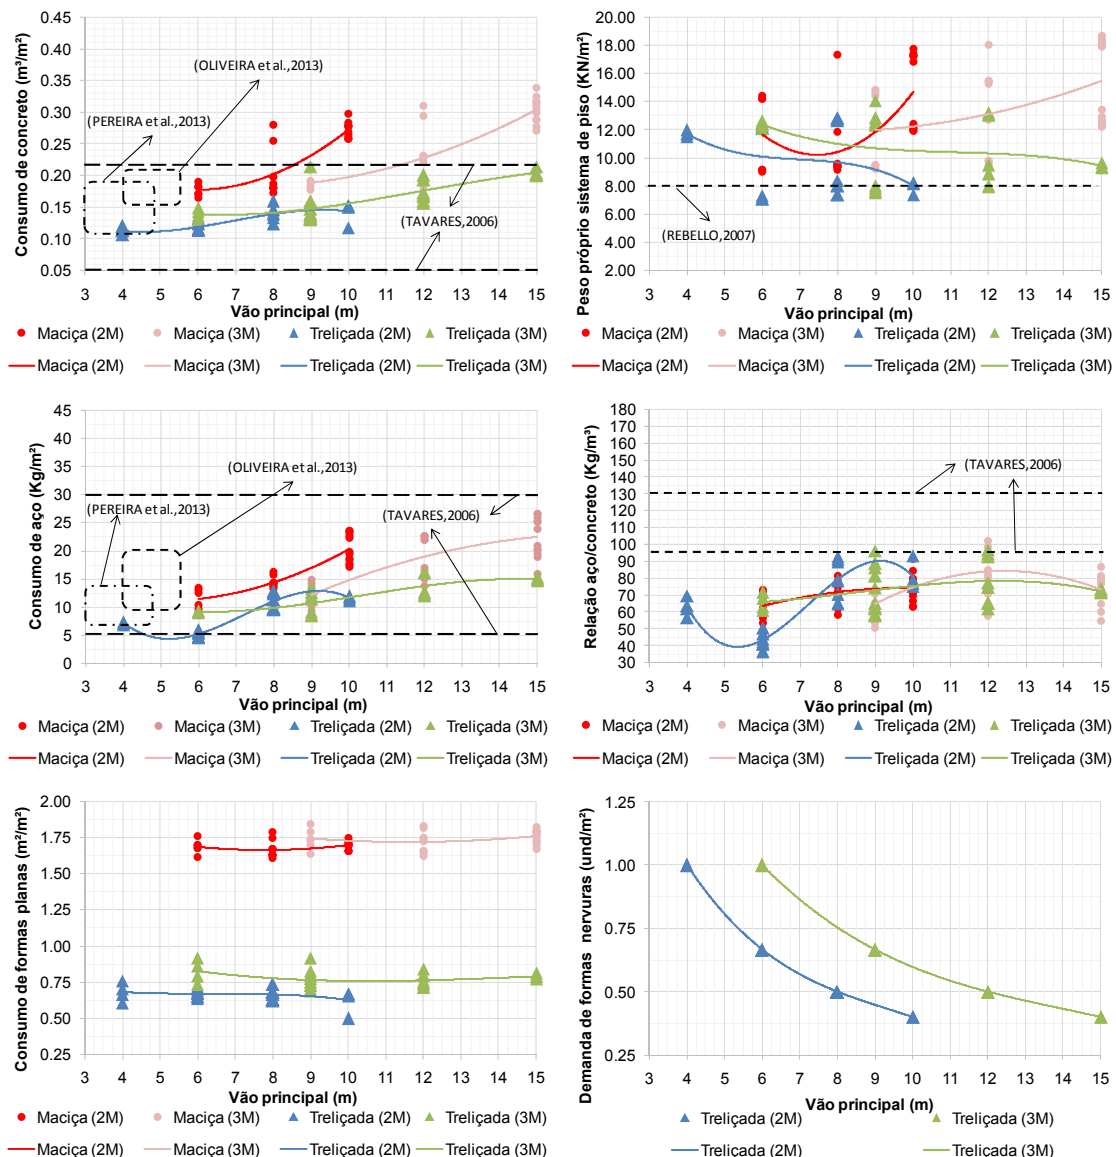 Consumo de concreto (m³/m²)
0.45
0.40
0.35
0.30
0.25
0.20
0.15
0.10
0.05
(OLIVEIRA et al.,2013)
(PEREIRA et al.,2013)
(TAVARES,2006)
3 4 5 6 7 8 9 10 11 12 13 14 15
Vão principal (m)
Maciça (2M) Maciça (3M) Treliçada (2M) Treliçada (3M)
Maciça (2M) Maciça (3M) Treliçada (2M) Treliçada (3M)
Peso próprio sistema de piso (KN/m²)
20.00
18.00
16.00
14.00
12.00
10.00
8.00
6.00
4.00
2.00
(REBELLO,2007)
3 4 5 6 7 8 9 10 11 12 13 14 15
Vão principal (m)
Maciça (2M) Maciça (3M) Treliçada (2M) Treliçada (3M)
Maciça (2M) Maciça (3M) Treliçada (2M) Treliçada (3M)
Consumo de aço (Kg/m²)
45
40
35
30
25
20
15
10
5
0
(OLIVEIRA et al.,2013)
(PEREIRA et al.,2013)
(TAVARES,2006)
3 4 5 6 7 8 9 10 11 12 13 14 15
Vão principal (m)
Maciça (2M) Maciça (3M) Treliçada (2M) Treliçada (3M)
Maciça (2M) Maciça (3M) Treliçada (2M) Treliçada (3M)
Relação aço/concreto (Kg/m³)
180
170
160
150
140
130
120
110
100
90
80
70
60
50
40
30
(TAVARES,2006)
3 4 5 6 7 8 9 10 11 12 13 14 15
Vão principal (m)
Maciça (2M) Maciça (3M) Treliçada (2M) Treliçada (3M)
Maciça (2M) Maciça (3M) Treliçada (2M) Treliçada (3M)
Consumo de formas planas (m²/m²)
2.00
1.75
1.50
1.25
1.00
0.75
0.50
0.25
3 4 5 6 7 8 9 10 11 12 13 14 15
Vão principal (m)
Maciça (2M) Maciça (3M) Treliçada (2M) Treliçada (3M)
Maciça (2M) Maciça (3M) Treliçada (2M) Treliçada (3M)
Demanda de formas nervuras (und/m²)
1.25
1.00
0.75
0.50
0.25
3 4 5 6 7 8 9 10 11 12 13 14 15
Vão principal (m)
Treliçada (2M) Treliçada (3M)
Treliçada (2M) Treliçada (3M)